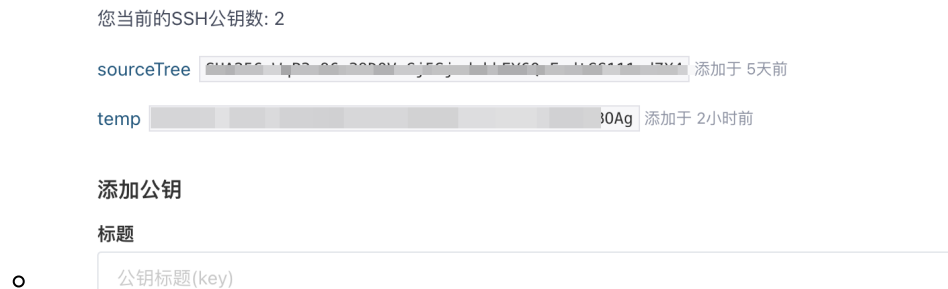 您当前的SSH公钥数: 2
sourceTree 添加于 5天前
temp 3OAg 添加于 2小时前
添加公钥
标题
公钥标题(key)